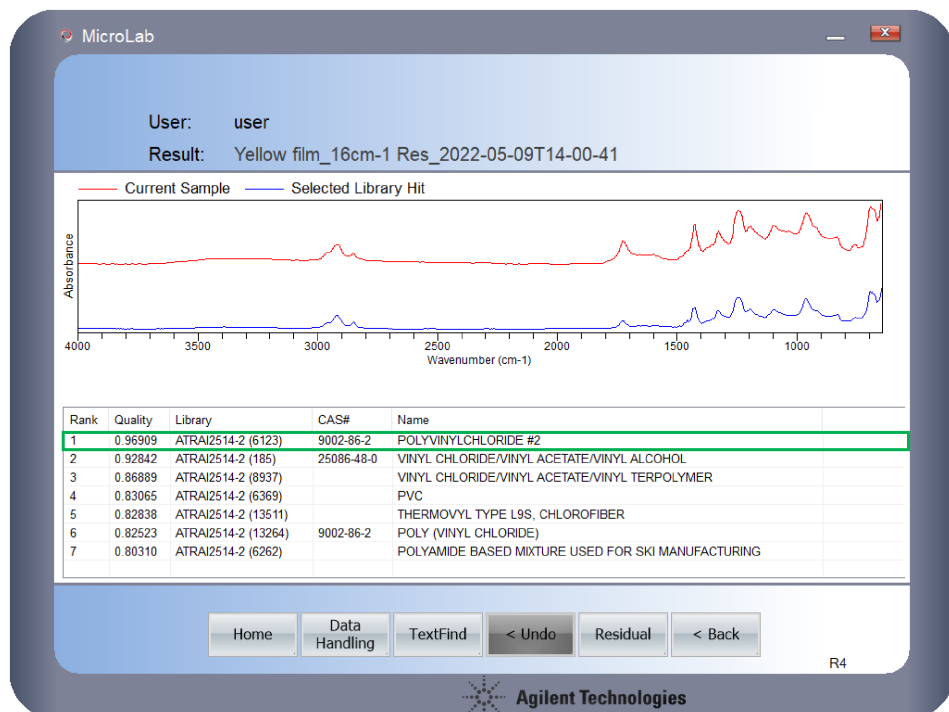 MicroLab
User: user
Result: Yellow film_16cm-1 Res_2022-05-09T14-00-41
Current Sample Selected Library Hit
Absorbance
4000 3500 3000 2500 2000 1500 1000
Wavenumber (cm-1)
Rank Quality Library CAS# Name
1 0.96909 ATRAI2514-2 (6123) 9002-86-2 POLYVINYLCHLORIDE #2
2 0.92842 ATRAI2514-2 (185) 25086-48-0 VINYL CHLORIDE/VINYL ACETATE/VINYL ALCOHOL
3 0.86889 ATRAI2514-2 (8937) VINYL CHLORIDE/VINYL ACETATE/VINYL TERPOLYMER
4 0.83065 ATRAI2514-2 (6369) PVC
5 0.82838 ATRAI2514-2 (13511) THERMOVYL TYPE L9S, CHLOROFIBER
6 0.82523 ATRAI2514-2 (13264) 9002-86-2 POLY (VINYL CHLORIDE)
7 0.80310 ATRAI2514-2 (6262) POLYAMIDE BASED MIXTURE USED FOR SKI MANUFACTURING
Home Data Handling TextFind < Undo Residual < Back
R4
Agilent Technologies